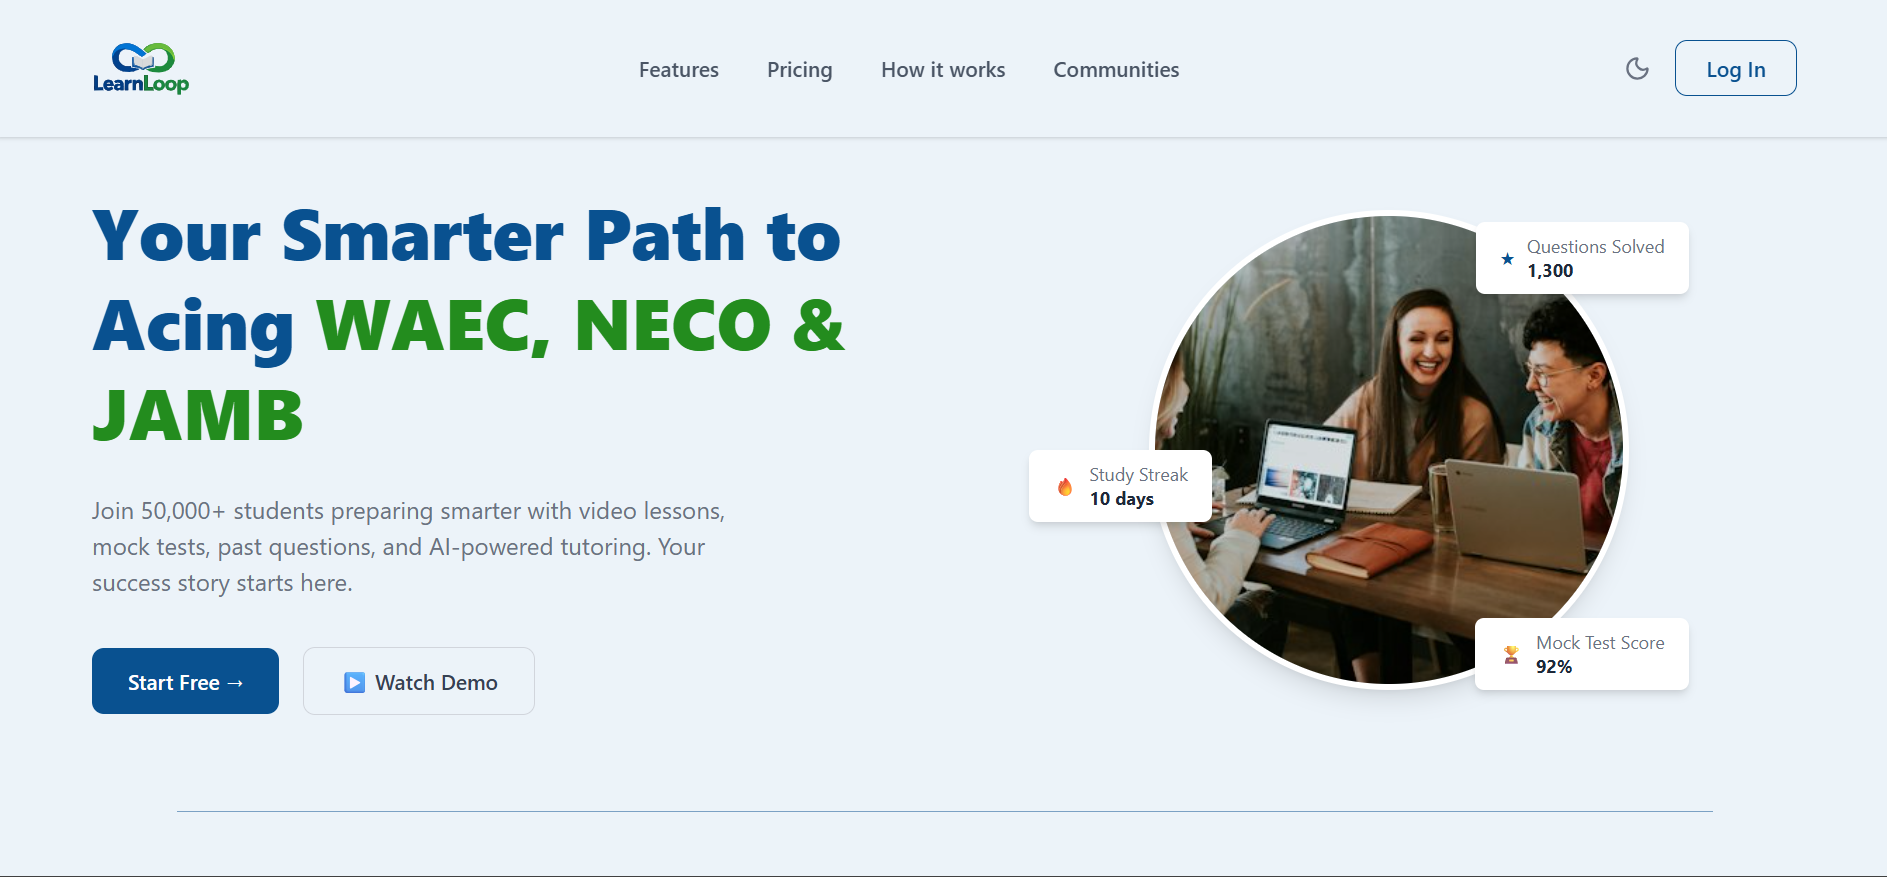 LearnLoop
Features
Pricing
How it works
Communities
Log In
Your Smarter Path to
Acing WAEC, NECO &
JAMB
Join 50,000+ students preparing smarter with video lessons,
mock tests, past questions, and AI-powered tutoring. Your
success story starts here.
Start Free →
Watch Demo
Questions Solved
1,300
Study Streak
10 days
Mock Test Score
92%